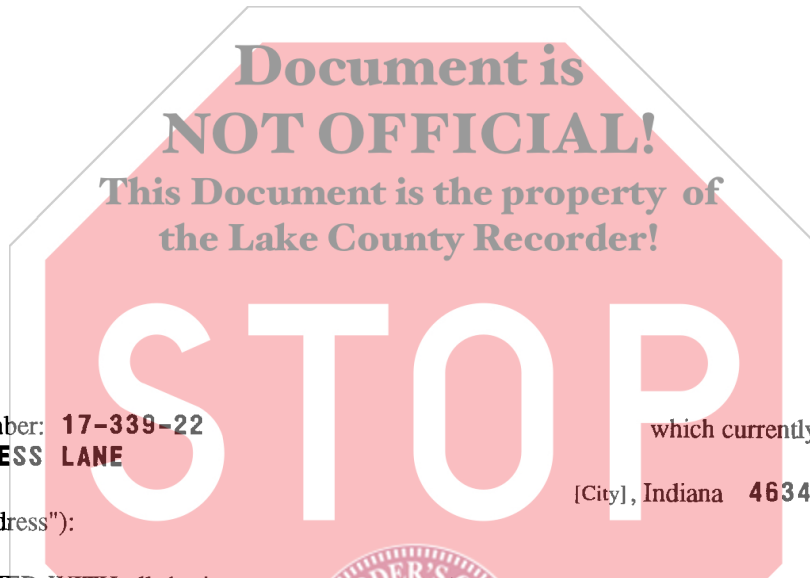 Document is
NOT OFFICIAL!
This Document is the property of
the Lake County Recorder!
STOP
17-339-22
which currently
LANE
[City], Indiana